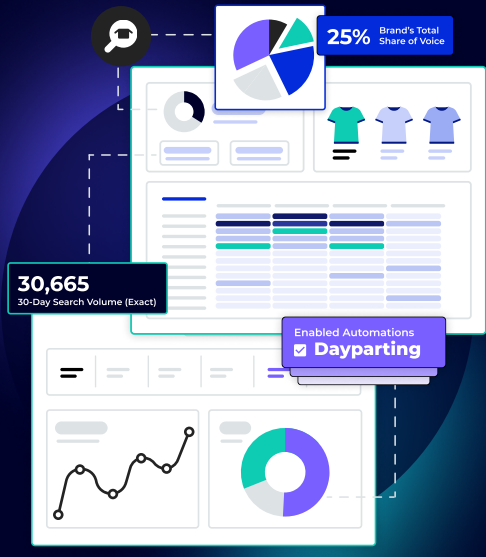 25%
Brand's Total
Share of Voice
30,665
30-Day Search Volume (Exact)
Enabled Automations
Dayparting